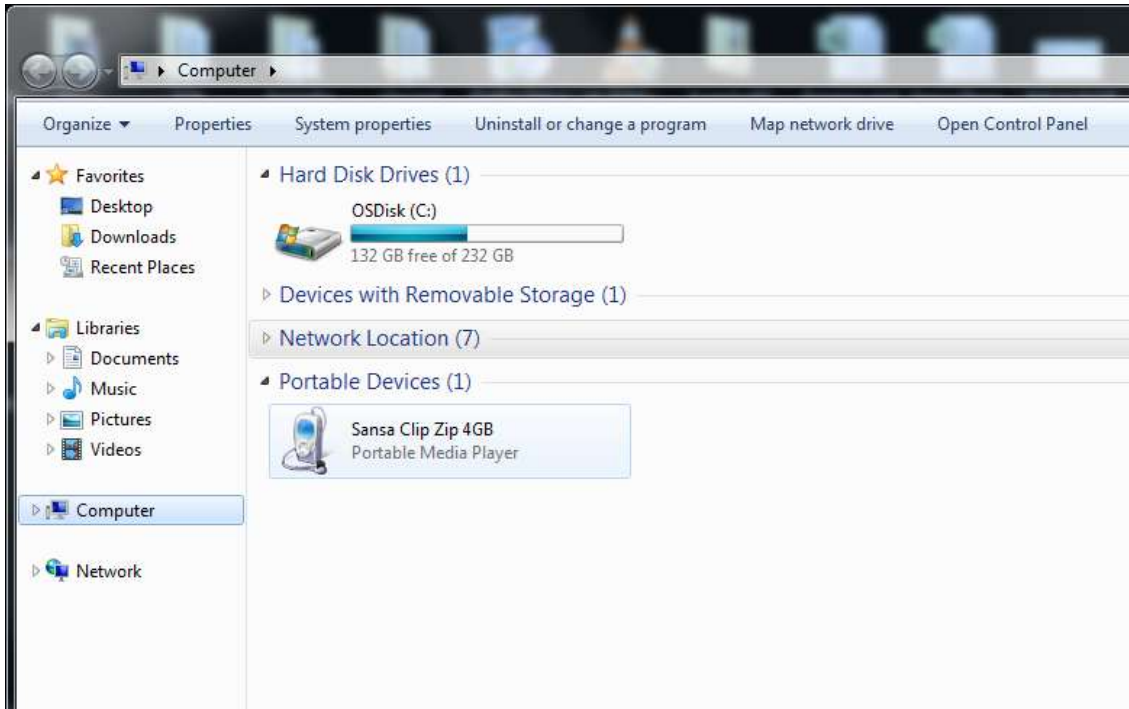 Computer
Organize Properties System properties Uninstall or change a program Map network drive Open Control Panel
Favorites
Desktop
Downloads
Recent Places
Libraries
Documents
Music
Pictures
Videos
Computer
Network
Hard Disk Drives (1)
OSDisk (C:)
132 GB free of 232 GB
Devices with Removable Storage (1)
Network Location (7)
Portable Devices (1)
Sansa Clip Zip 4GB
Portable Media Player